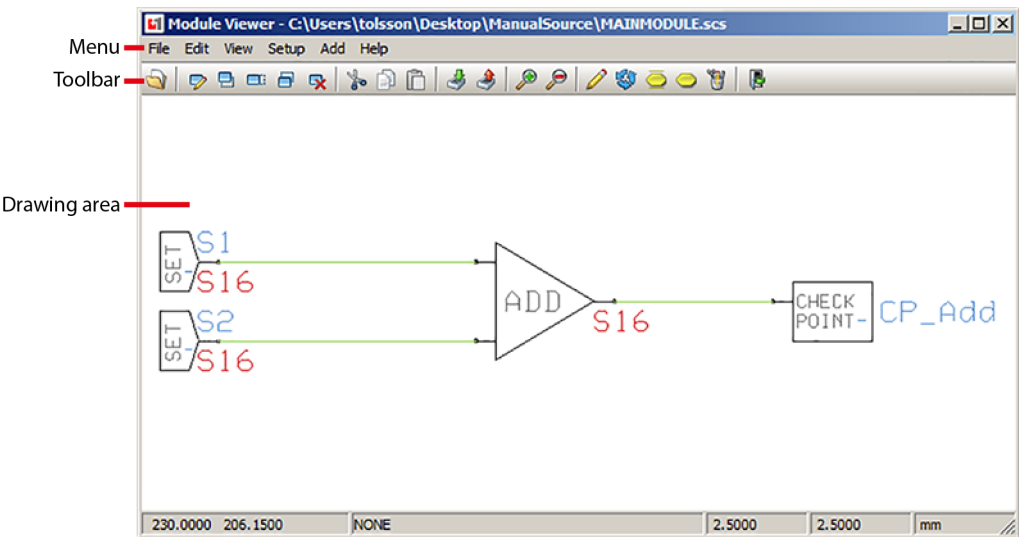 Module Viewer - C:\Users\tolsson\Desktop\ManualSource\MAINMODULE.scs
Menu
File Edit View Setup Add Help
Toolbar
Drawing area
SET
S1
S16
SET
S2
S16
ADD
S16
CHECK
POINT
CP_Add
230.0000 206.1500 NONE 2.5000 2.5000 mm